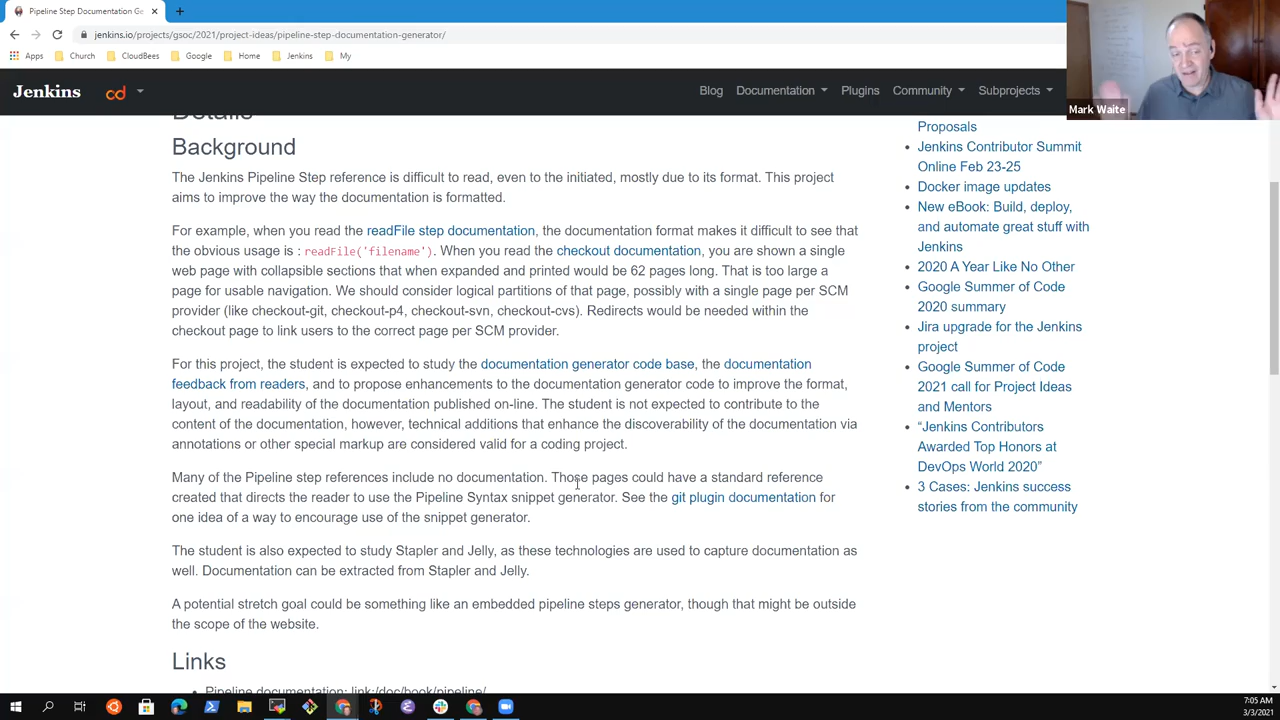 Pipeline Step Documentation Ge
jenkins.io/projects/gsoc/2021/project-ideas/pipeline-step-documentation-generator/
Apps Church CloudBees Google Home Jenkins My
Jenkins cd Blog Documentation Plugins Community Subprojects
Mark Waite
Details
Background
The Jenkins Pipeline Step reference is difficult to read, even to the initiated, mostly due to its format. This project
aims to improve the way the documentation is formatted.
For example, when you read the readFile step documentation, the documentation format makes it difficult to see that
the obvious usage is : readFile('filename'). When you read the checkout documentation, you are shown a single
web page with collapsible sections that when expanded and printed would be 62 pages long. That is too large a
page for usable navigation. We should consider logical partitions of that page, possibly with a single page per SCM
provider (like checkout-git, checkout-p4, checkout-svn, checkout-cvs). Redirects would be needed within the
checkout page to link users to the correct page per SCM provider.
For this project, the student is expected to study the documentation generator code base, the documentation
feedback from readers, and to propose enhancements to the documentation generator code to improve the format,
layout, and readability of the documentation published on-line. The student is not expected to contribute to the
content of the documentation, however, technical additions that enhance the discoverability of the documentation via
annotations or other special markup are considered valid for a coding project.
Many of the Pipeline step references include no documentation. Those pages could have a standard reference
created that directs the reader to use the Pipeline Syntax snippet generator. See the git plugin documentation for
one idea of a way to encourage use of the snippet generator.
The student is also expected to study Stapler and Jelly, as these technologies are used to capture documentation as
well. Documentation can be extracted from Stapler and Jelly.
A potential stretch goal could be something like an embedded pipeline steps generator, though that might be outside
the scope of the website.
Links
Pipeline documentation: link:/doc/book/pipeline/
Proposals
Jenkins Contributor Summit
Online Feb 23-25
Docker image updates
New eBook: Build, deploy,
and automate great stuff with
Jenkins
2020 A Year Like No Other
Google Summer of Code
2020 summary
Jira upgrade for the Jenkins
project
Google Summer of Code
2021 call for Project Ideas
and Mentors
“Jenkins Contributors
Awarded Top Honors at
DevOps World 2020”
3 Cases: Jenkins success
stories from the community
7:05 AM
3/3/2021